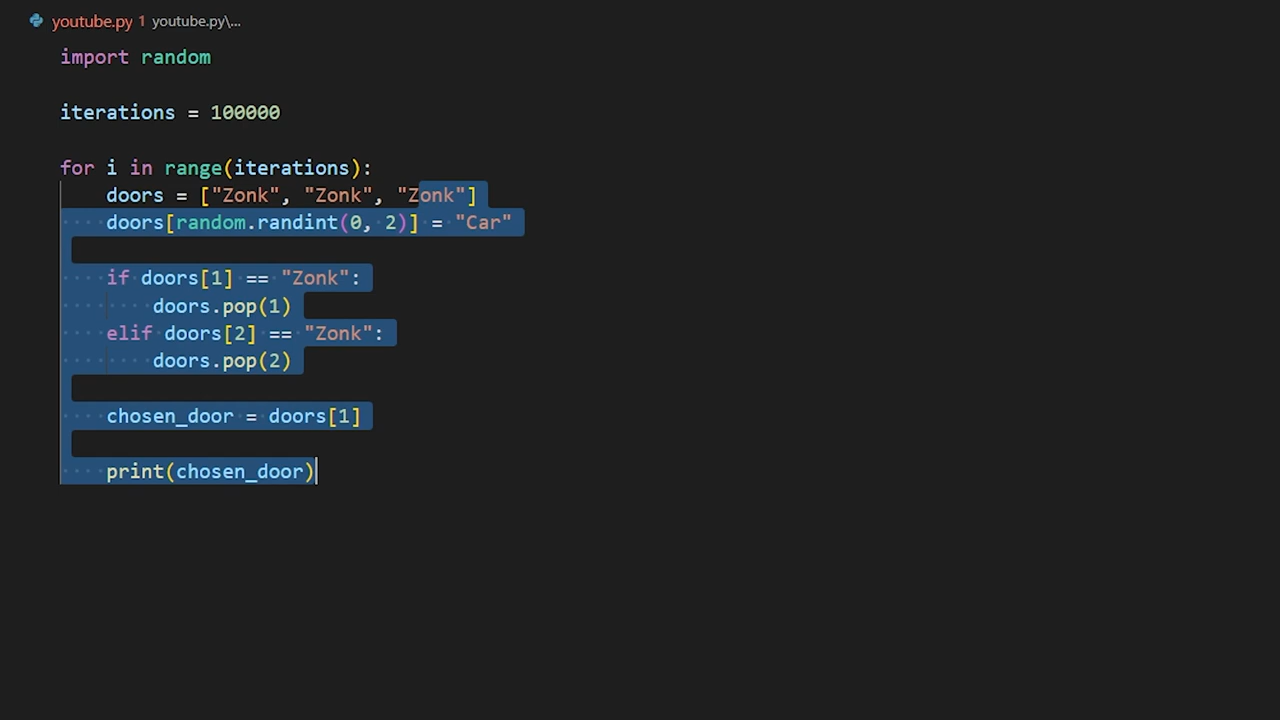 youtube.py 1 youtube.py\...
import random
iterations = 100000
for i in range(iterations):
doors = ["Zonk", "Zonk", "Zonk"]
doors[random.randint(0, 2)] = "Car"
if doors[1] == "Zonk":
doors.pop(1)
elif doors[2] == "Zonk":
doors.pop(2)
chosen_door = doors[1]
print(chosen_door)